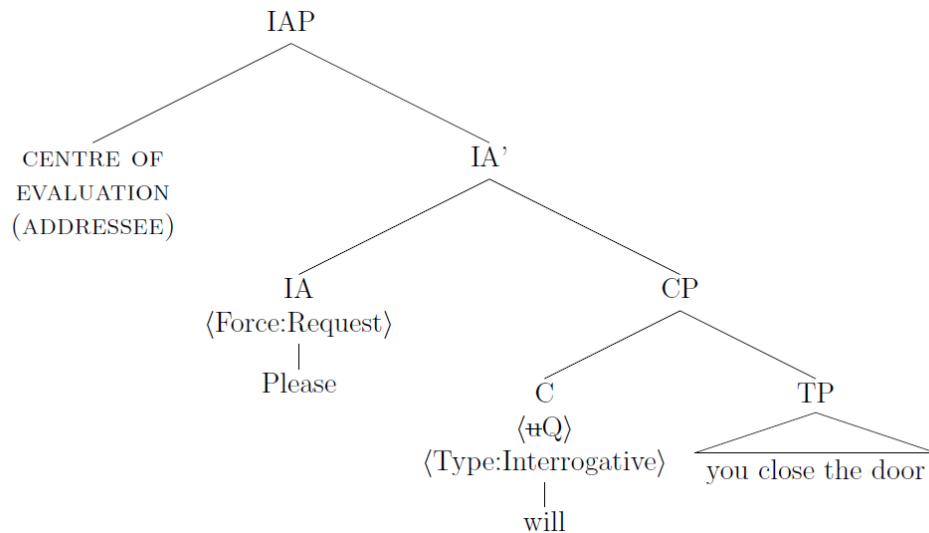 IAP
CENTRE OF
EVALUATION
(ADDRESSEE)
IA'
IA
⟨Force:Request⟩
Please
CP
C
⟨u̶Q⟩
⟨Type:Interrogative⟩
will
TP
you close the door